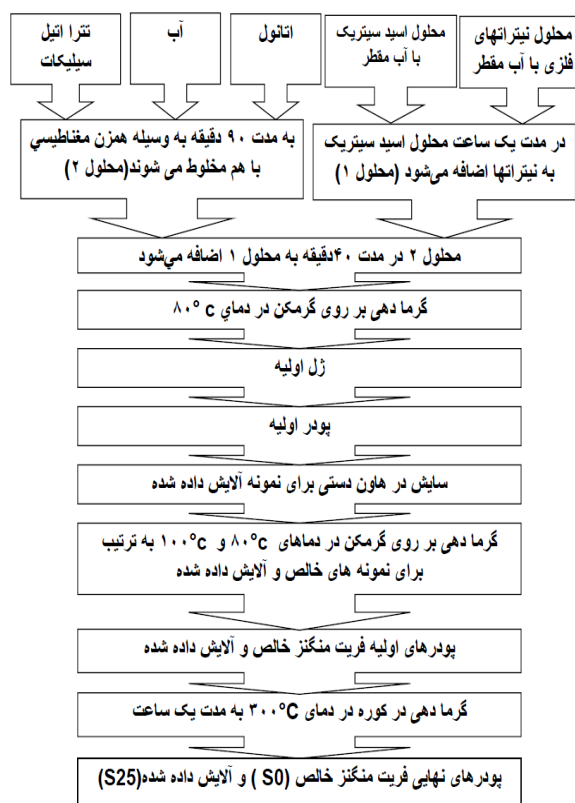 محلول نیتراتهای
فلزی با آب مقطر
محلول اسید سیتریک
با آب مقطر
اتانول
آب
تترا اتیل
سیلیکات
در مدت یک ساعت محلول اسید سیتریک
به نیتراتها اضافه می‌شود (محلول ۱)
به مدت ۹۰ دقیقه به وسیله همزن مغناطیسي
با هم مخلوط می شوند(محلول ۲)
محلول ۲ در مدت ۴۰دقیقه به محلول ۱ اضافه مي‌شود
گرما دهی بر روی گرمکن در دماي ۸۰° c
ژل اولیه
پودر اولیه
سایش در هاون دستی برای نمونه آلایش داده شده
گرما دهی بر روی گرمکن در دماهای ۸۰°c و ۱۰۰°c به ترتیب
برای نمونه های خالص و آلایش داده شده
پودرهای اولیه فریت منگنز خالص و آلایش داده شده
گرما دهی در کوره در دمای ۳۰۰°C به مدت یک ساعت
پودرهای نهایی فریت منگنز خالص (S0 ) و آلایش داده شده(S25)